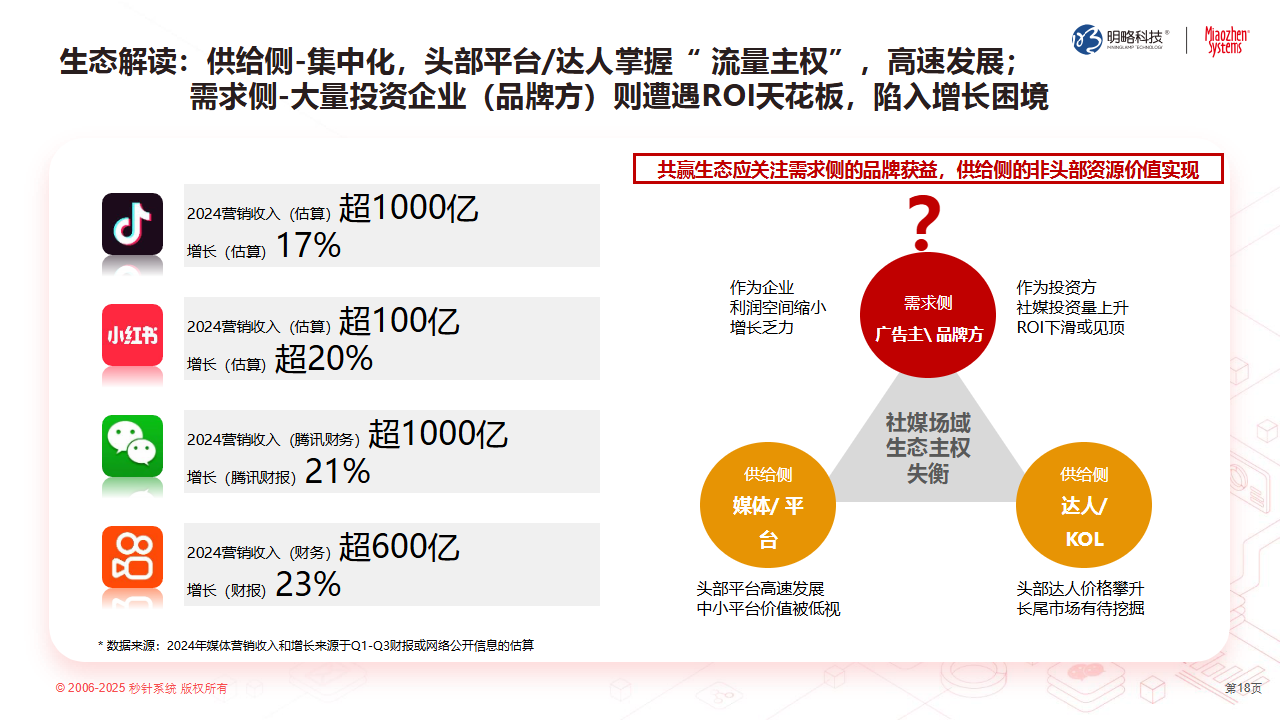 明略科技®
MININGLAMP TECHNOLOGY
Miaozhen
Systems
生态解读：供给侧-集中化，头部平台/达人掌握“ 流量主权”，高速发展；
需求侧-大量投资企业（品牌方）则遭遇ROI天花板，陷入增长困境
2024营销收入（估算）超1000亿
增长（估算）17%
小红书
2024营销收入（估算）超100亿
增长（估算）超20%
2024营销收入（腾讯财务）超1000亿
增长（腾讯财报）21%
2024营销收入（财务）超600亿
增长（财报）23%
* 数据来源：2024年媒体营销收入和增长来源于Q1-Q3财报或网络公开信息的估算
共赢生态应关注需求侧的品牌获益，供给侧的非头部资源价值实现
?
作为企业
利润空间缩小
增长乏力
需求侧
广告主\ 品牌方
作为投资方
社媒投资量上升
ROI下滑或见顶
社媒场域
生态主权
失衡
供给侧
媒体/ 平
台
供给侧
达人/
KOL
头部平台高速发展
中小平台价值被低视
头部达人价格攀升
长尾市场有待挖掘
© 2006-2025 秒针系统 版权所有
第18页